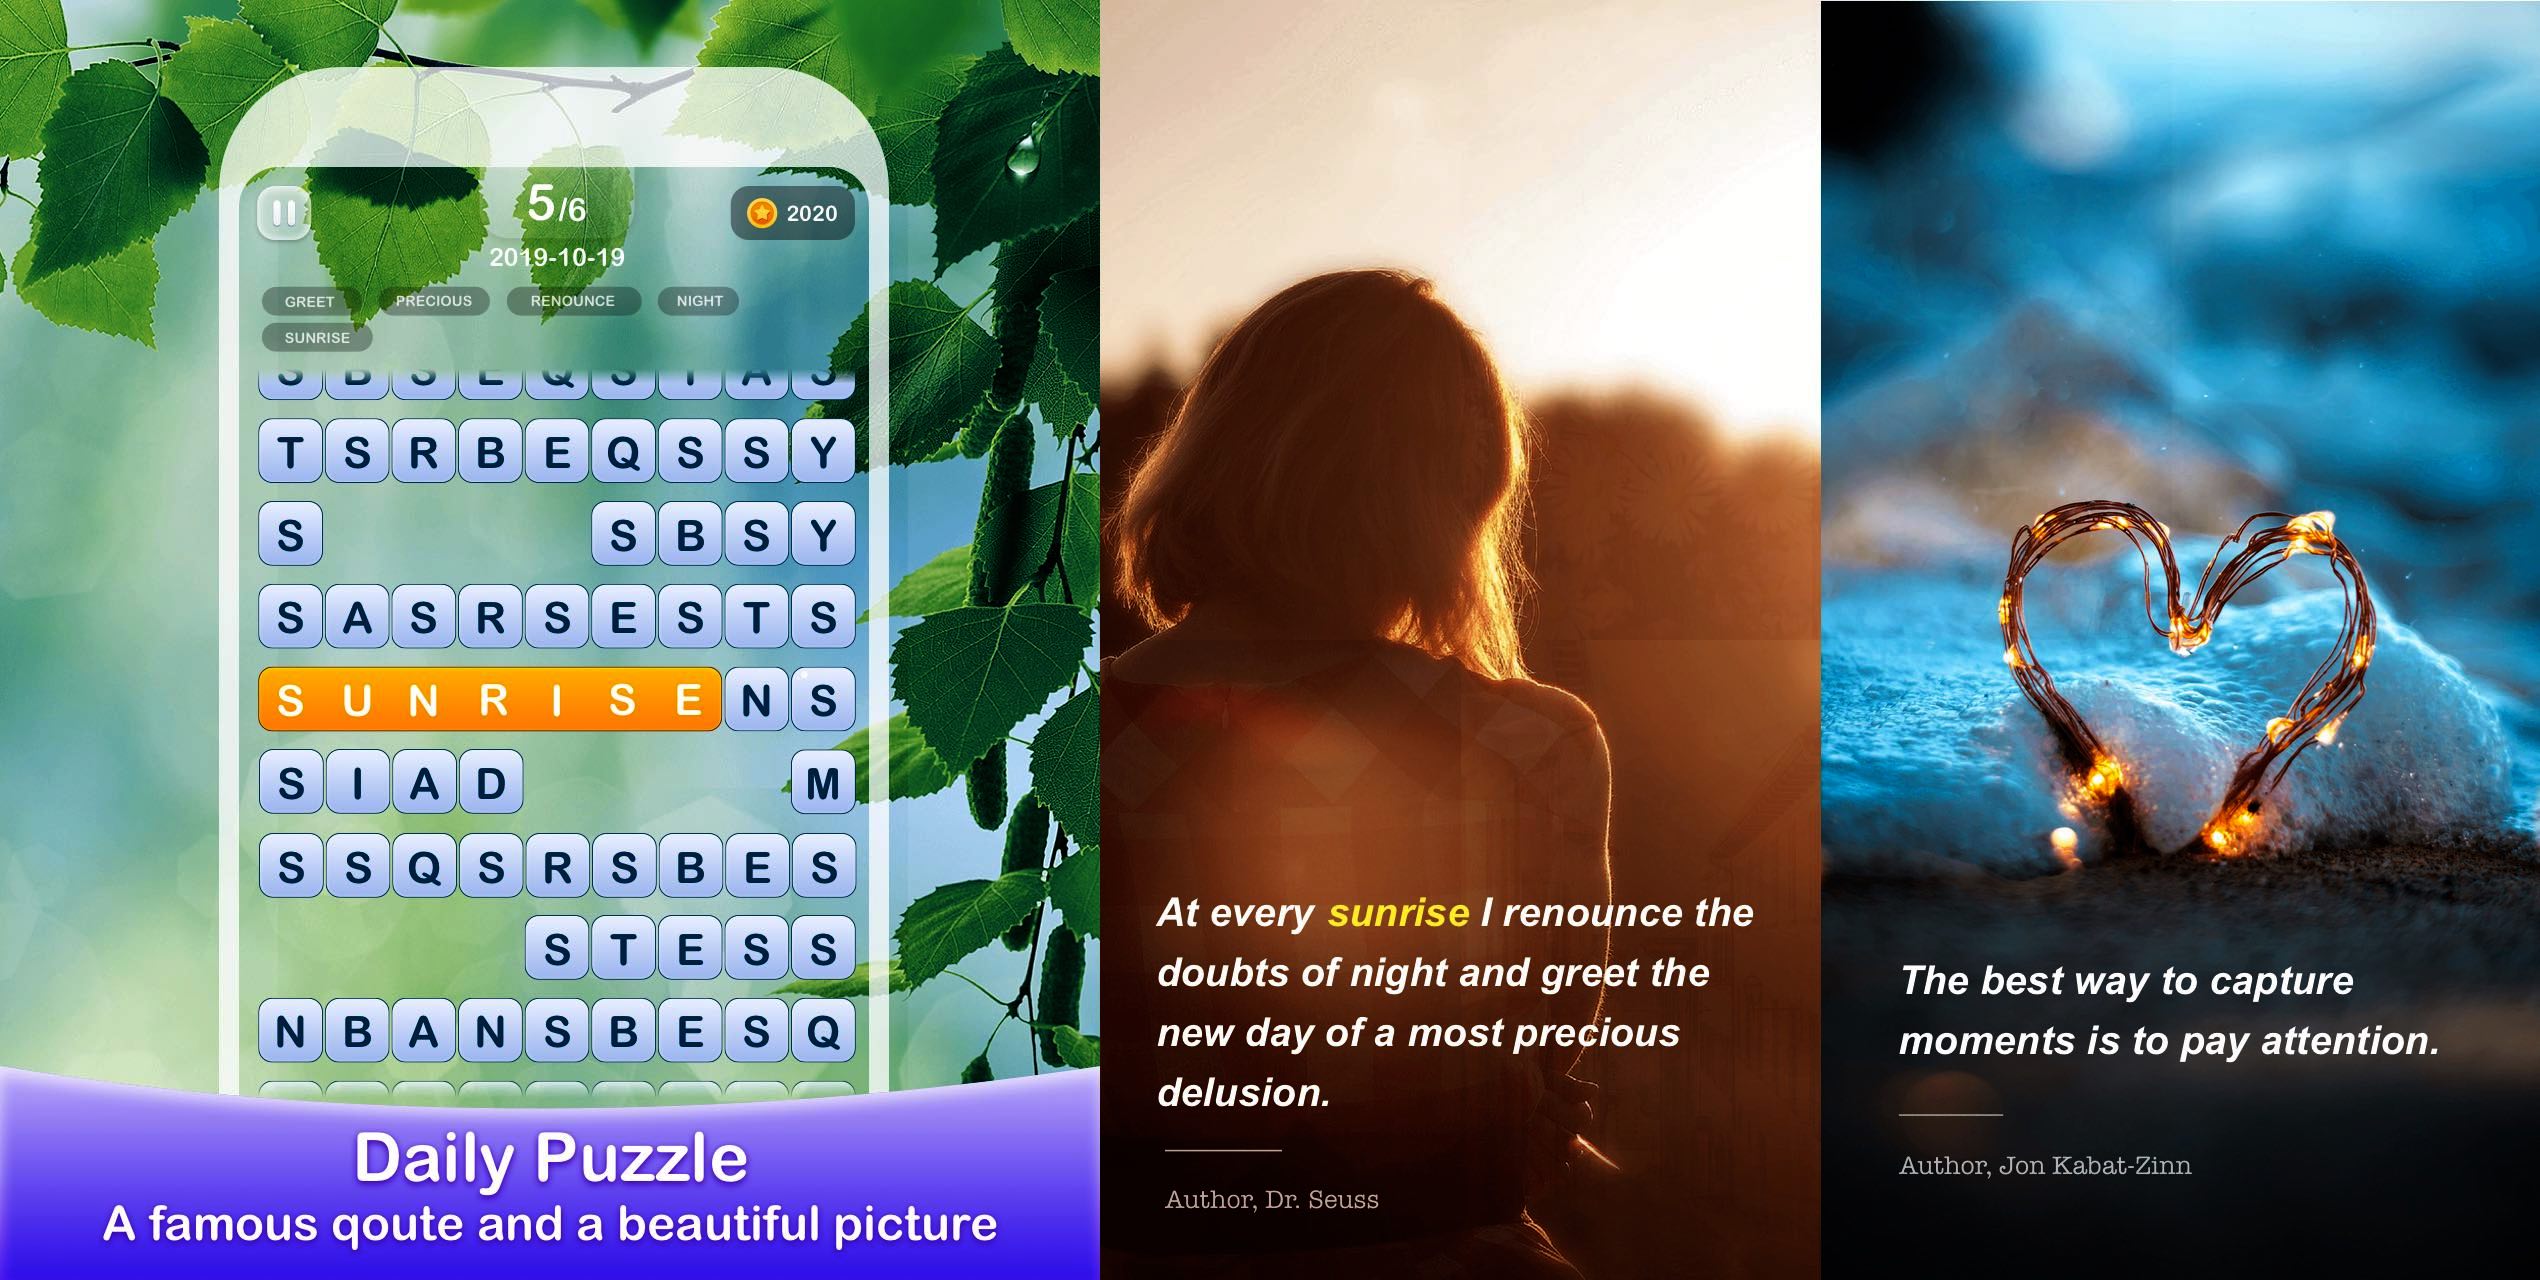 5/6
2020
2019-10-19
GREET PRECIOUS RENOUNCE NIGHT
SUNRISE
S B S E Q S T A S
T S R B E Q S S Y
S S B S Y
S A S R S E S T S
S U N R I S E N S
S I A D M
S S Q S R S B E S
S T E S S
N B A N S B E S Q
Daily Puzzle
A famous qoute and a beautiful picture
At every sunrise I renounce the
doubts of night and greet the
new day of a most precious
delusion.
Author, Dr. Seuss
The best way to capture
moments is to pay attention.
Author, Jon Kabat-Zinn